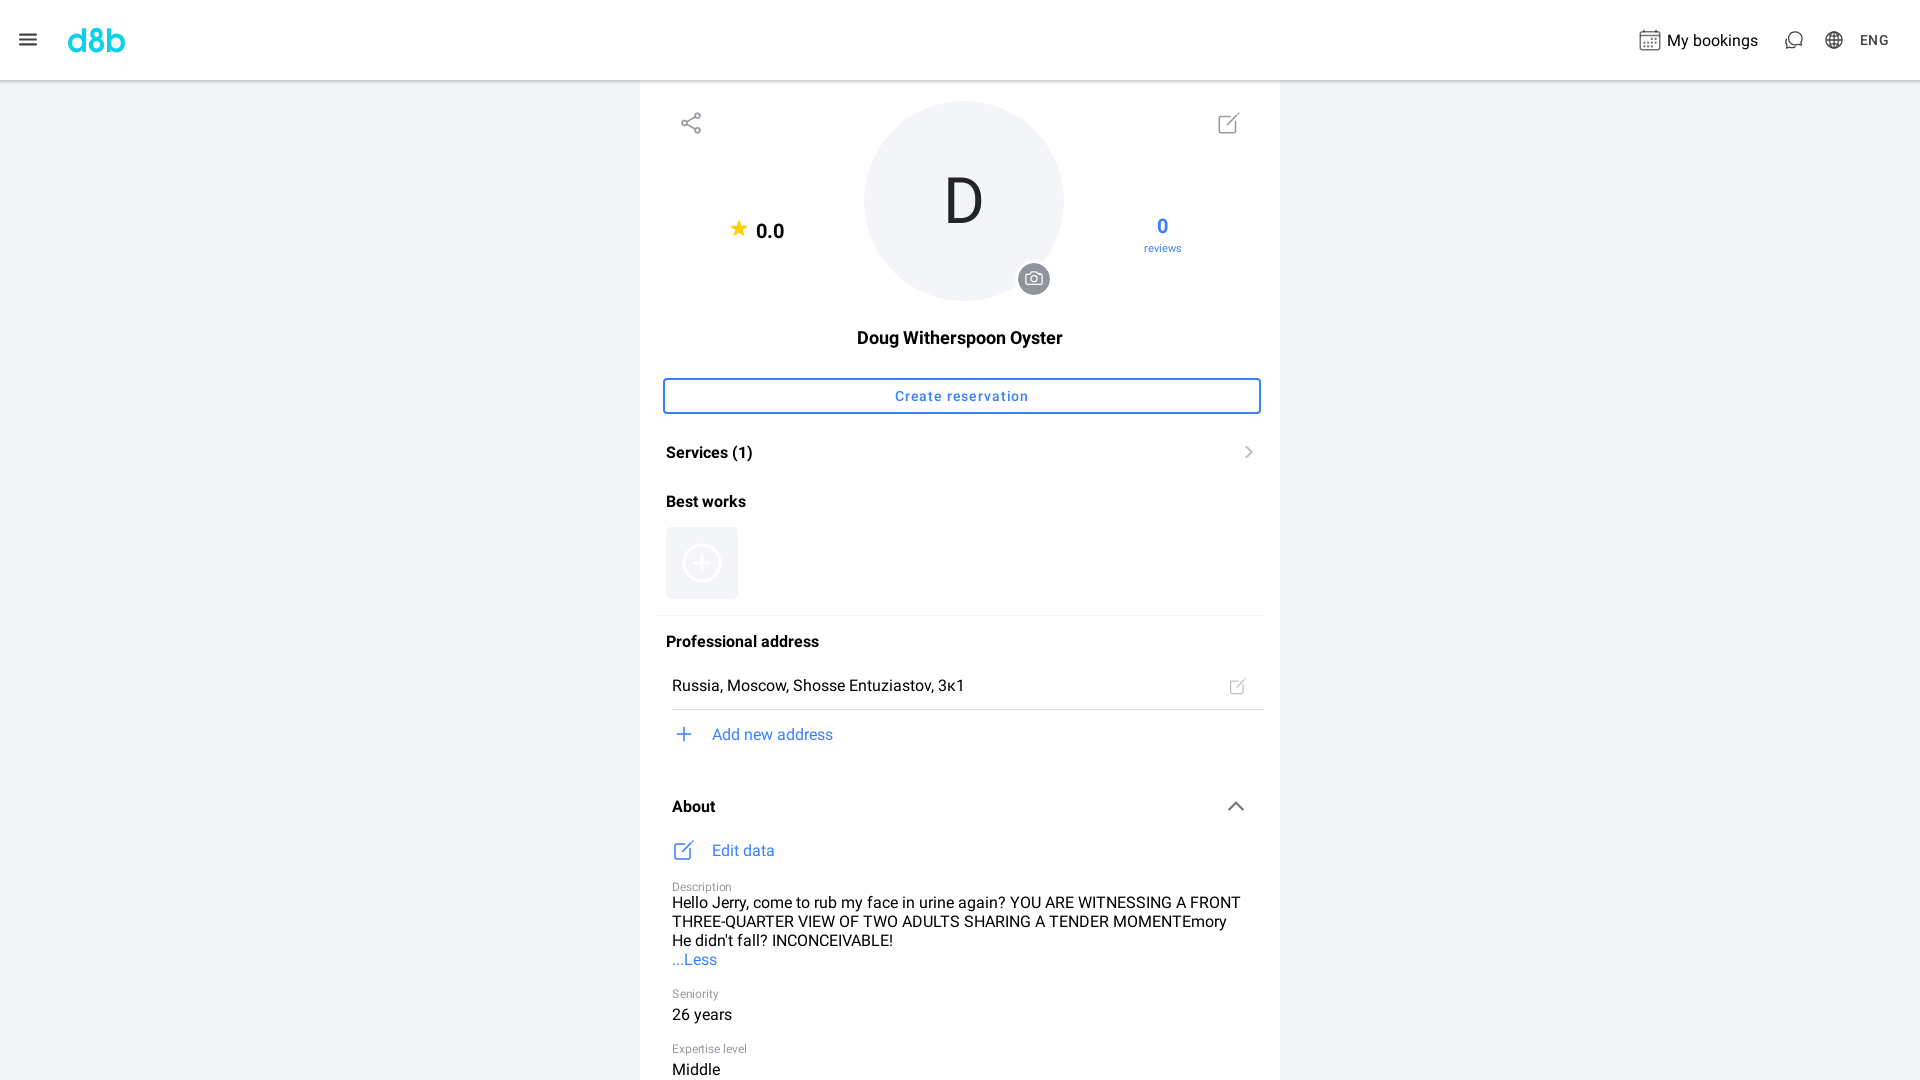 d8b
My bookings
ENG
D
0.0
0
reviews
Doug Witherspoon Oyster
Create reservation
Services (1)
Best works
Professional address
Russia, Moscow, Shosse Entuziastov, 3к1
Add new address
About
Edit data
Description
Hello Jerry, come to rub my face in urine again? YOU ARE WITNESSING A FRONT
THREE-QUARTER VIEW OF TWO ADULTS SHARING A TENDER MOMENTEmory
He didn't fall? INCONCEIVABLE!
...Less
Seniority
26 years
Expertise level
Middle